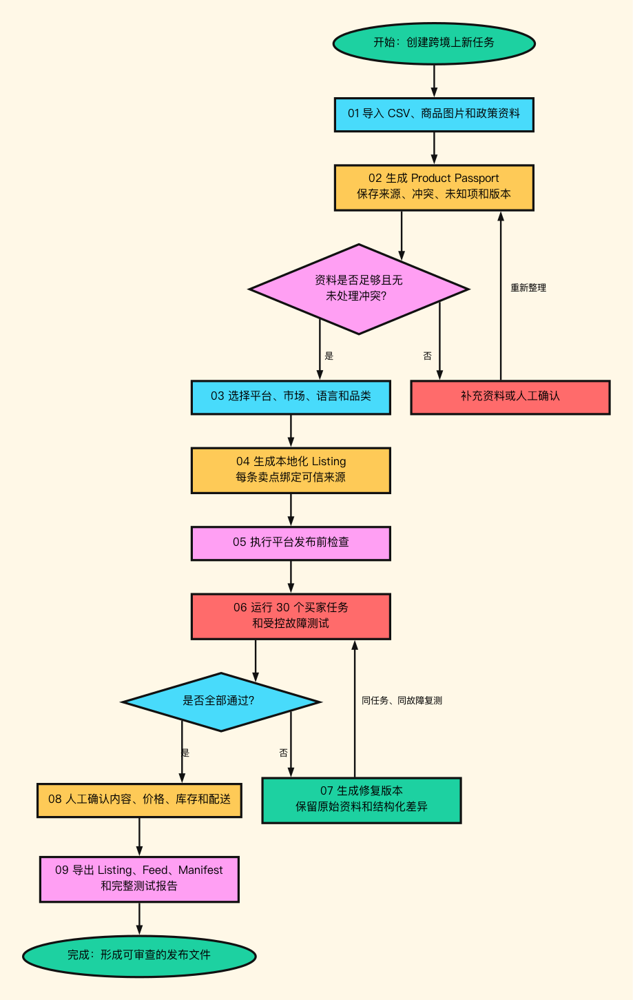 开始：创建跨境上新任务
01 导入 CSV、商品图片和政策资料
02 生成 Product Passport
保存来源、冲突、未知项和版本
资料是否足够且无
未处理冲突?
重新整理
是
否
03 选择平台、市场、语言和品类
补充资料或人工确认
04 生成本地化 Listing
每条卖点绑定可信来源
05 执行平台发布前检查
06 运行 30 个买家任务
和受控故障测试
是否全部通过?
同任务、同故障复测
是
否
07 生成修复版本
保留原始资料和结构化差异
08 人工确认内容、价格、库存和配送
09 导出 Listing、Feed、Manifest
和完整测试报告
完成：形成可审查的发布文件